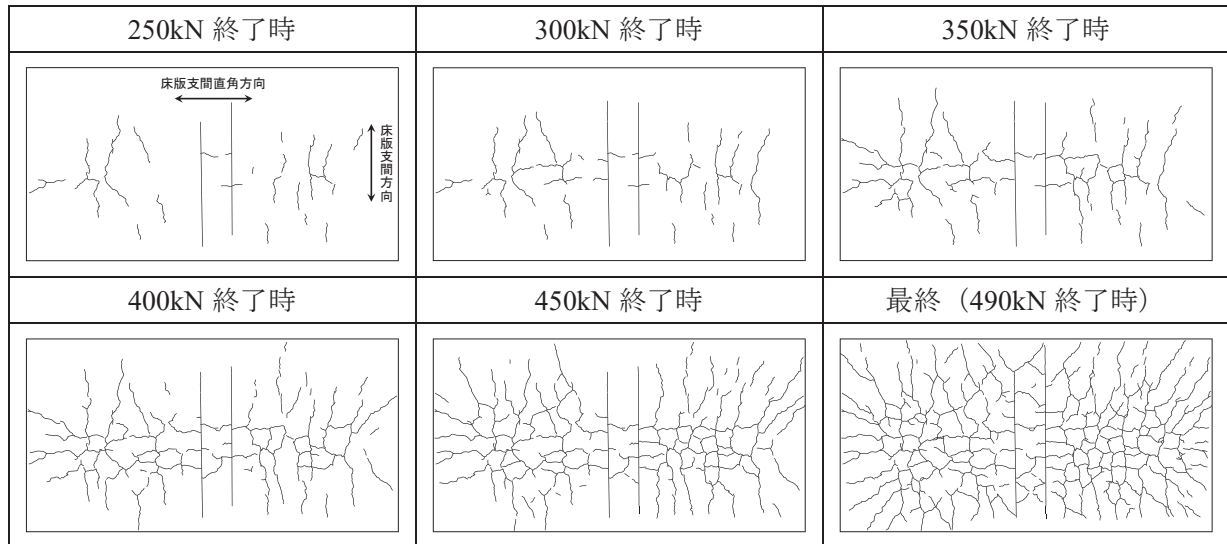 250kN 終了時
300kN 終了時
350kN 終了時
床版支間直角方向
床版支間方向
400kN 終了時
450kN 終了時
最終（490kN 終了時）